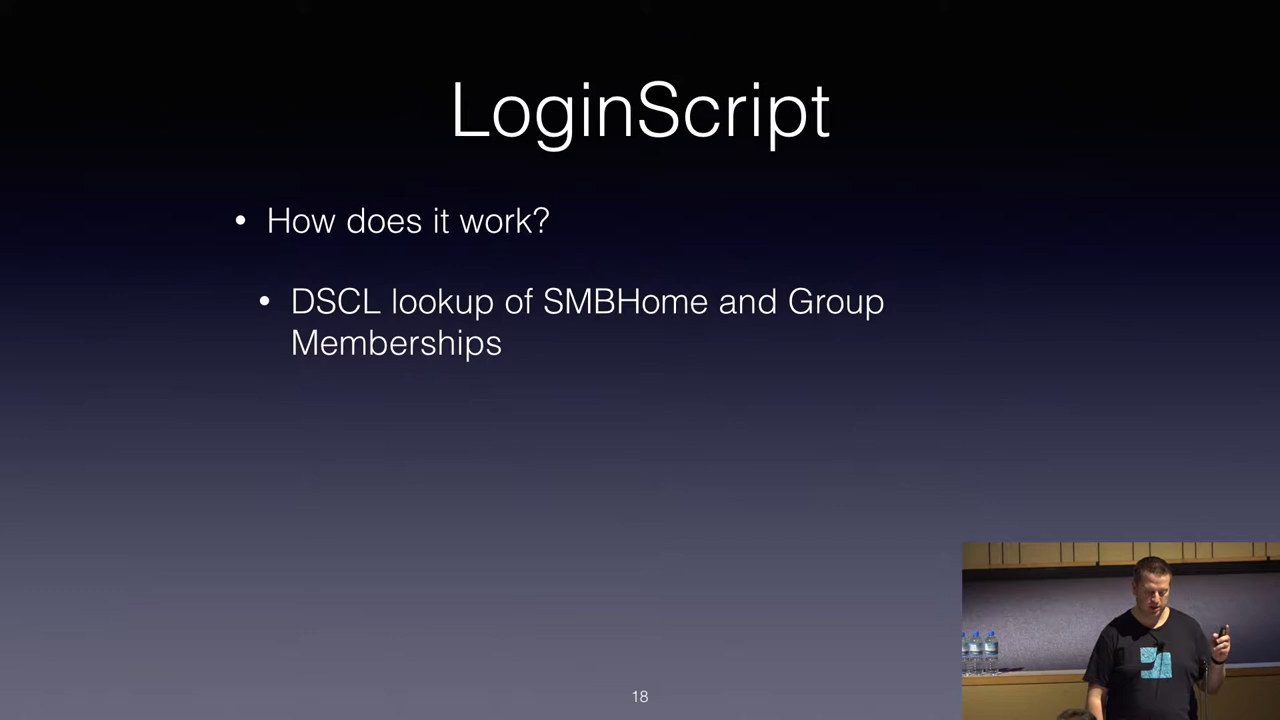 LoginScript
• How does it work?
• DSCL lookup of SMBHome and Group
Memberships
18